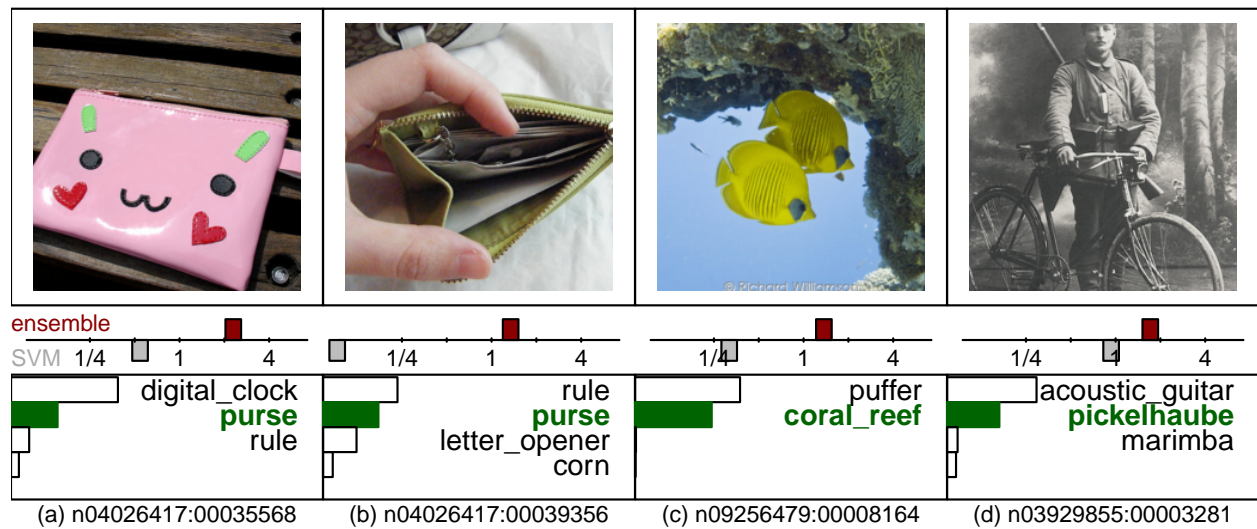 © Richard Williamson
ensemble
SVM 1/4 1 4
1/4 1 4
1/4 1 4
1/4 1 4
digital_clock
purse
rule
rule
purse
letter_opener
corn
puffer
coral_reef
acoustic_guitar
pickelhaube
marimba
(a) n04026417:00035568
(b) n04026417:00039356
(c) n09256479:00008164
(d) n03929855:00003281